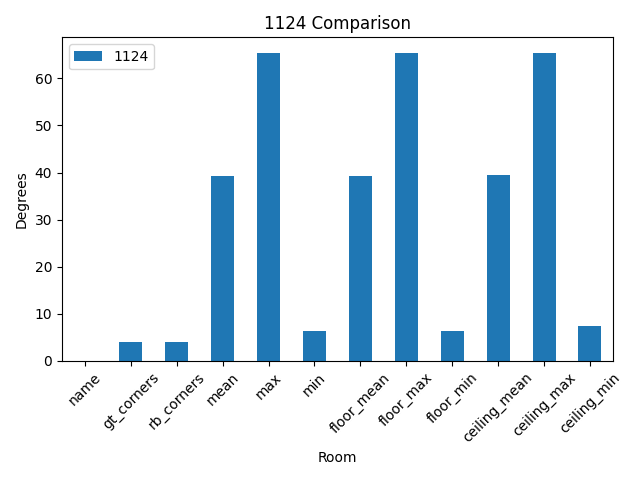 1124 Comparison
1124
Degrees
60
50
40
30
20
10
0
name
gt_corners
rb_corners
mean
max
min
floor_mean
floor_max
floor_min
ceiling_mean
ceiling_max
ceiling_min
Room